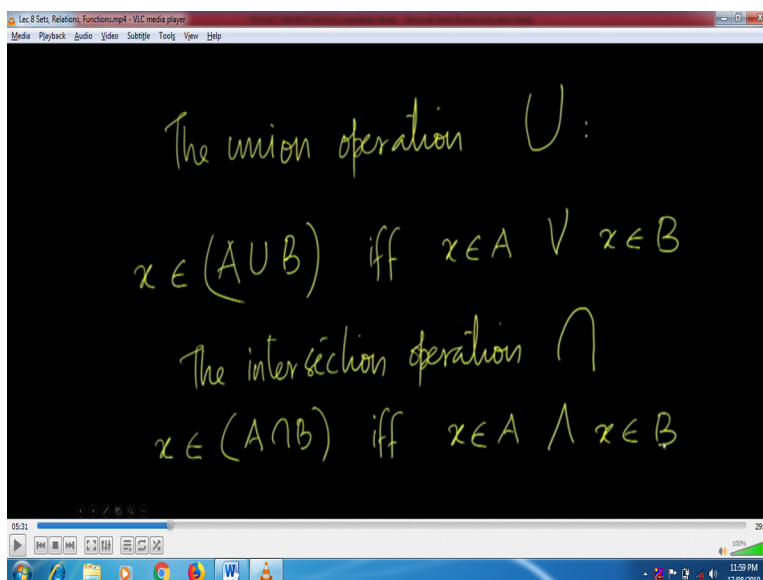 Lec 8 Sets, Relations, Functions.mp4 - VLC media player
Media Playback Audio Video Subtitle Tools View Help
The union operation ∪ :
x ∈ (A ∪ B) iff x ∈ A ∨ x ∈ B
The intersection operation ∩
x ∈ (A ∩ B) iff x ∈ A ∧ x ∈ B
05:31 29:
100%
11:59 PM